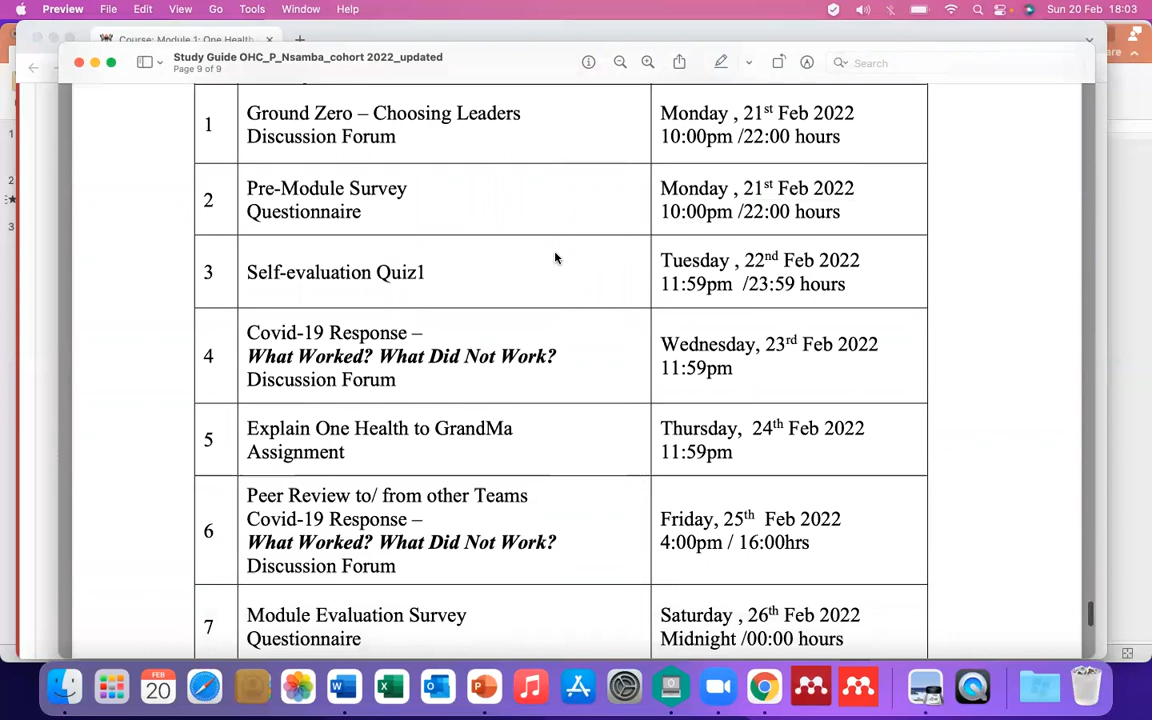 Preview File Edit View Go Tools Window Help Sun 20 Feb 18:03
Course: Module 1: One Health
Study Guide OHC_P_Nsamba_cohort 2022_updated
Page 9 of 9
Search
Share
1
2
3
1
Ground Zero – Choosing Leaders
Discussion Forum
Monday , 21st Feb 2022
10:00pm /22:00 hours
2
Pre-Module Survey
Questionnaire
Monday , 21st Feb 2022
10:00pm /22:00 hours
3
Self-evaluation Quiz1
Tuesday , 22nd Feb 2022
11:59pm /23:59 hours
4
Covid-19 Response –
What Worked? What Did Not Work?
Discussion Forum
Wednesday, 23rd Feb 2022
11:59pm
5
Explain One Health to GrandMa
Assignment
Thursday, 24th Feb 2022
11:59pm
6
Peer Review to/ from other Teams
Covid-19 Response –
What Worked? What Did Not Work?
Discussion Forum
Friday, 25th Feb 2022
4:00pm / 16:00hrs
7
Module Evaluation Survey
Questionnaire
Saturday , 26th Feb 2022
Midnight /00:00 hours
FEB
20